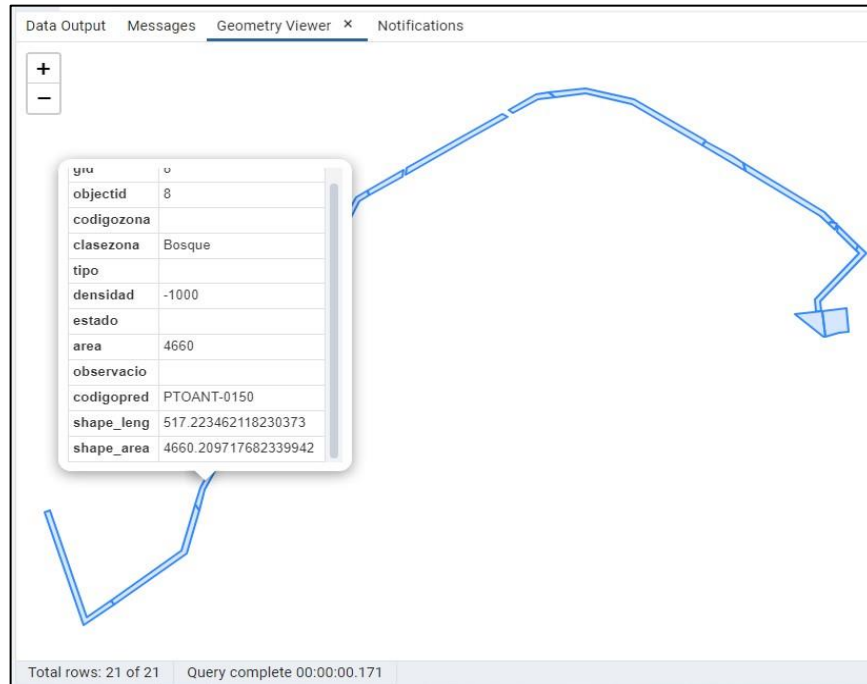 Data Output Messages Geometry Viewer × Notifications
+
−
objectid 8
codigozona
clasezona Bosque
tipo
densidad -1000
estado
area 4660
observacio
codigopred PTOANT-0150
shape_leng 517.223462118230373
shape_area 4660.209717682339942
Total rows: 21 of 21 Query complete 00:00:00.171